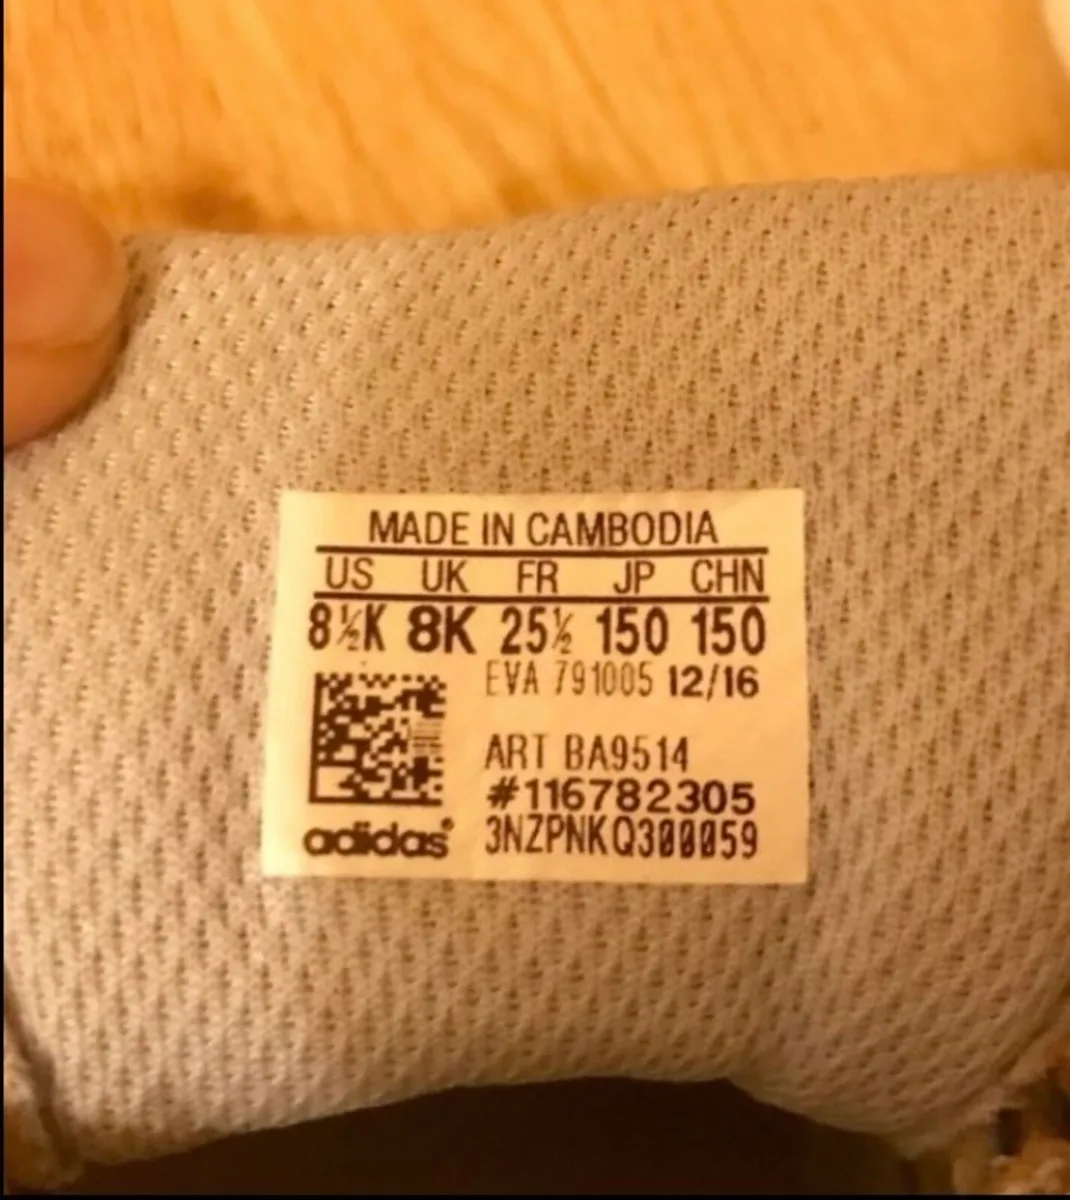 MADE IN CAMBODIA
US UK FR JP CHN
8½K 8K 25½ 150 150
EVA 791005 12/16
ART BA9514
#116782305
adidas® 3NZPNKQ300059